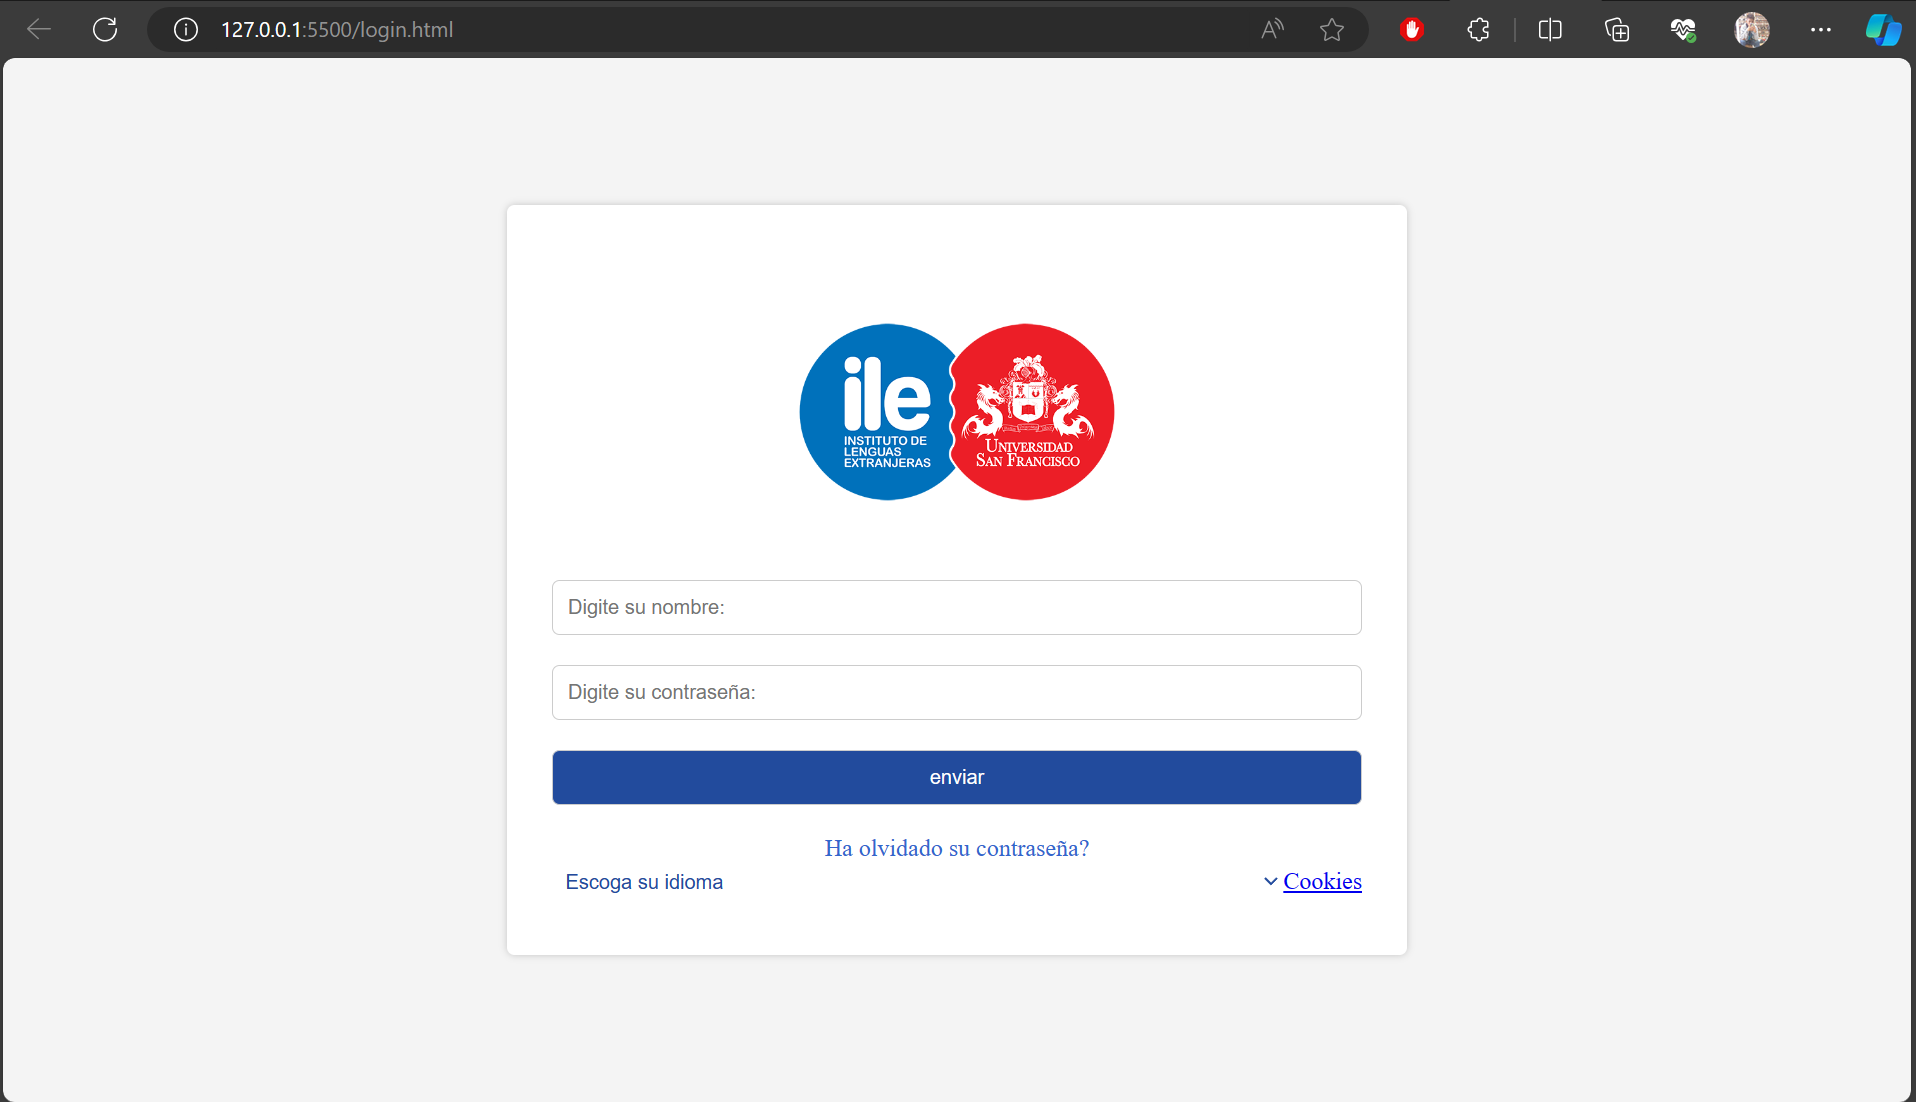 127.0.0.1:5500/login.html
ile
INSTITUTO DE
LENGUAS
EXTRANJERAS
UNIVERSIDAD
SAN FRANCISCO
Digite su nombre:
Digite su contraseña:
enviar
Ha olvidado su contraseña?
Escoga su idioma
Cookies